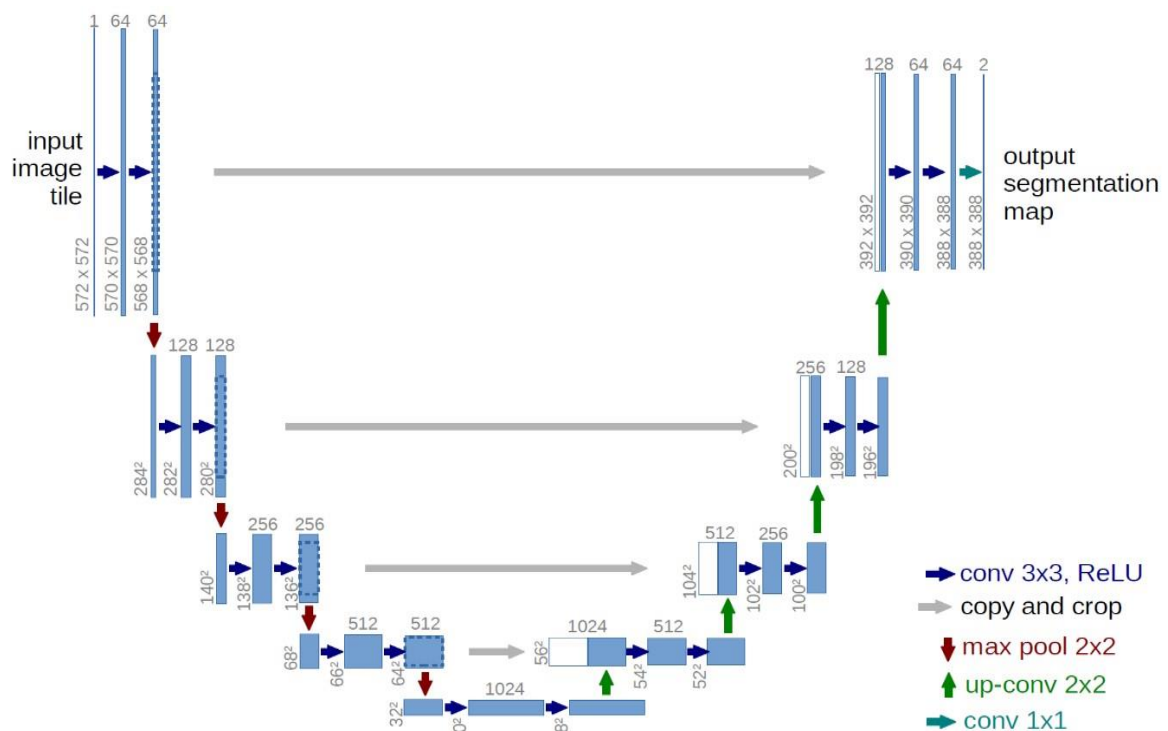 1 64 64
input
image
tile
572 x 572
570 x 570
568 x 568
128 64 64 2
output
segmentation
map
392 x 392
390 x 390
388 x 388
388 x 388
128 128
284²
282²
280²
256 128
200²
198²
196²
256 256
140²
138²
136²
512 256
104²
102²
100²
512 512
68²
66²
64²
1024 512
56²
54²
52²
1024
32²
conv 3x3, ReLU
copy and crop
max pool 2x2
up-conv 2x2
conv 1x1